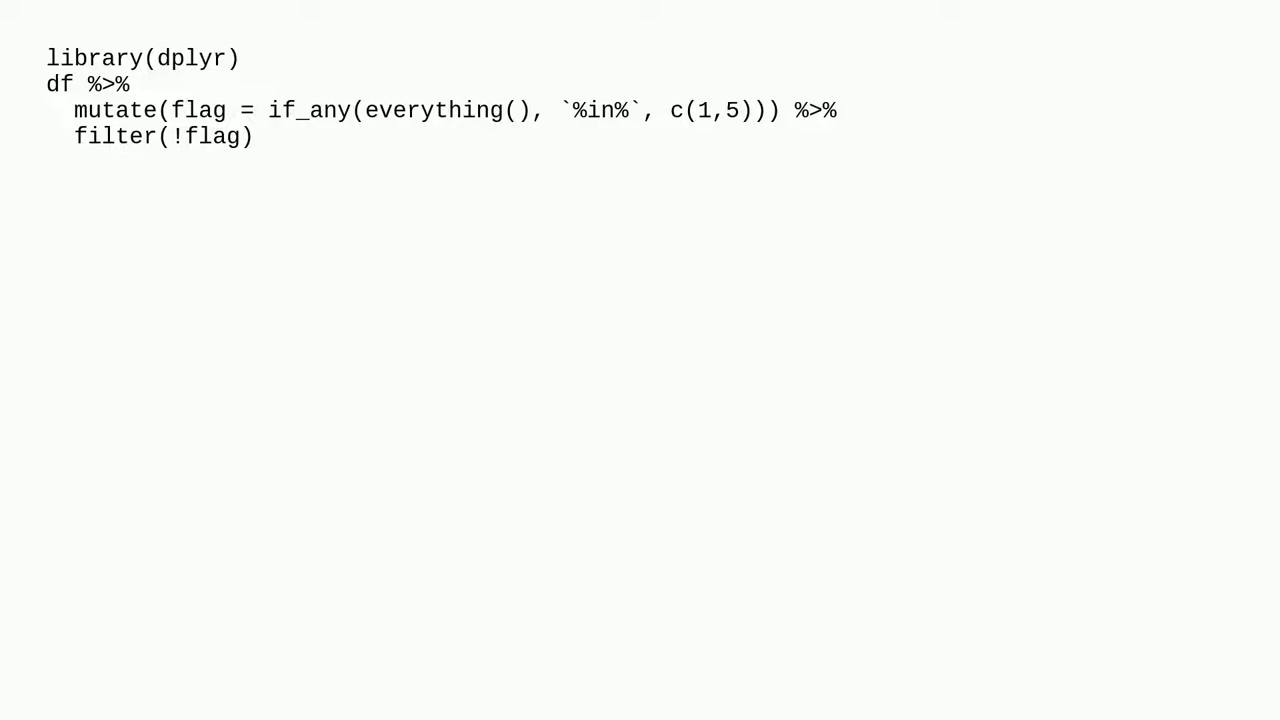 library(dplyr)
df %>%
  mutate(flag = if_any(everything(), `%in%`, c(1,5))) %>%
  filter(!flag)